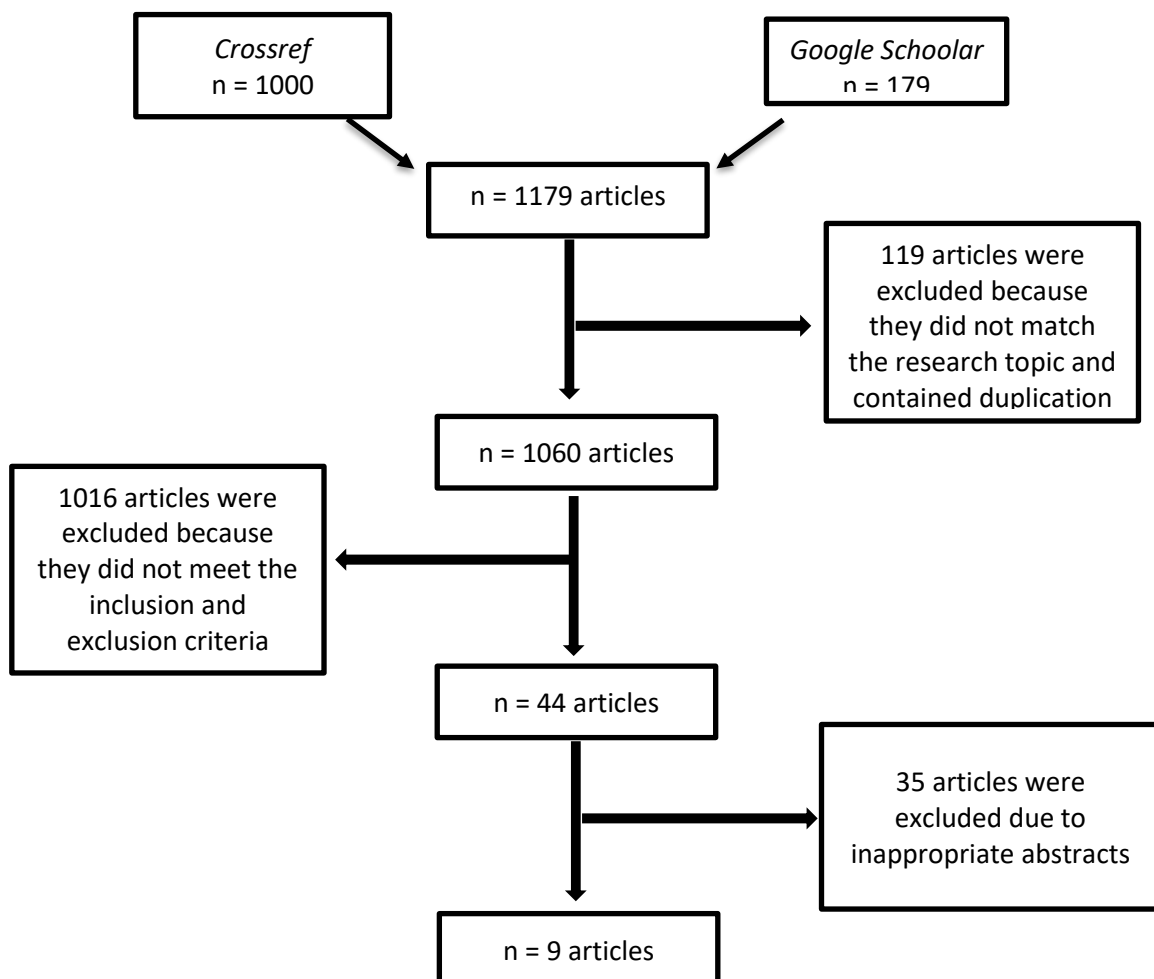 Crossref
n = 1000
Google Schoolar
n = 179
n = 1179 articles
119 articles were
excluded because
they did not match
the research topic and
contained duplication
n = 1060 articles
1016 articles were
excluded because
they did not meet the
inclusion and
exclusion criteria
n = 44 articles
35 articles were
excluded due to
inappropriate abstracts
n = 9 articles